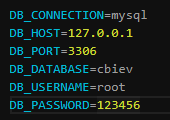 DB_CONNECTION=mysql
DB_HOST=127.0.0.1
DB_PORT=3306
DB_DATABASE=cbiev
DB_USERNAME=root
DB_PASSWORD=123456